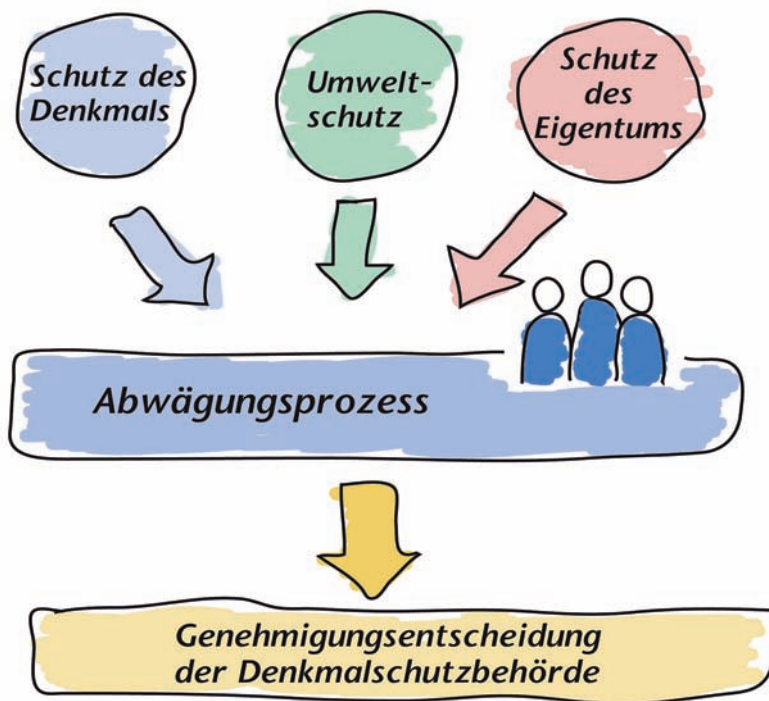 Schutz des
Denkmals
Umwelt-
schutz
Schutz
des
Eigentums
Abwägungsprozess
Genehmigungsentscheidung
der Denkmalschutzbehörde